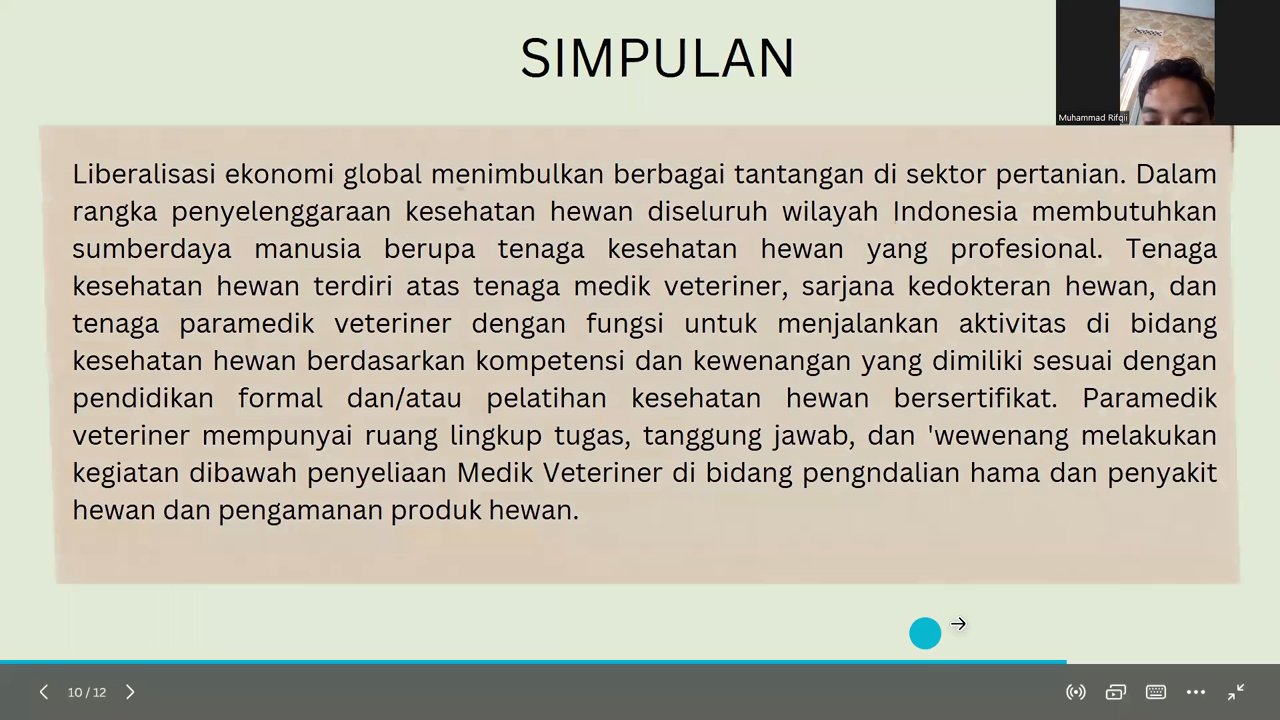 SIMPULAN
Muhammad Rifqii
Liberalisasi ekonomi global menimbulkan berbagai tantangan di sektor pertanian. Dalam
rangka penyelenggaraan kesehatan hewan diseluruh wilayah Indonesia membutuhkan
sumberdaya manusia berupa tenaga kesehatan hewan yang profesional. Tenaga
kesehatan hewan terdiri atas tenaga medik veteriner, sarjana kedokteran hewan, dan
tenaga paramedik veteriner dengan fungsi untuk menjalankan aktivitas di bidang
kesehatan hewan berdasarkan kompetensi dan kewenangan yang dimiliki sesuai dengan
pendidikan formal dan/atau pelatihan kesehatan hewan bersertifikat. Paramedik
veteriner mempunyai ruang lingkup tugas, tanggung jawab, dan 'wewenang melakukan
kegiatan dibawah penyeliaan Medik Veteriner di bidang pengndalian hama dan penyakit
hewan dan pengamanan produk hewan.
10 / 12